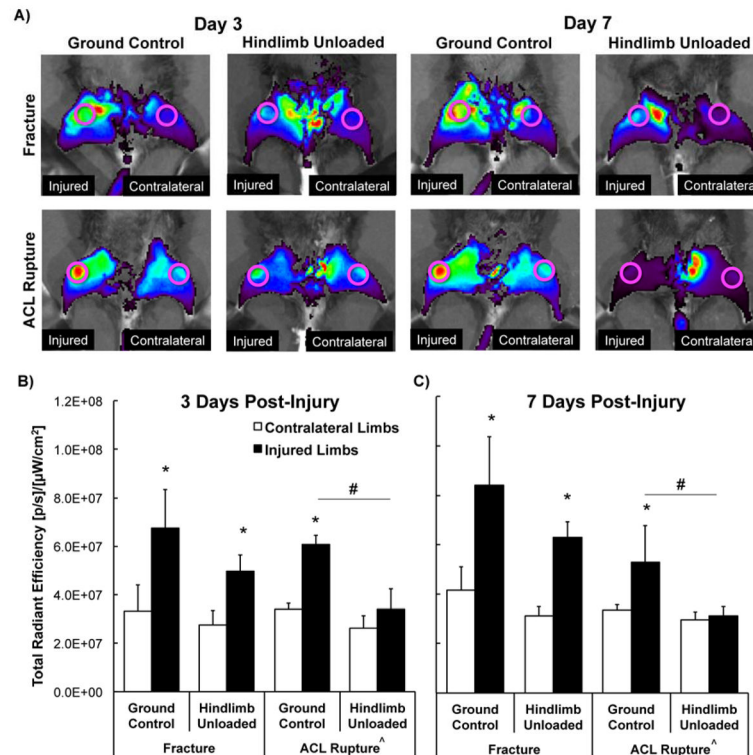 A)
Day 3
Day 7
Ground Control
Hindlimb Unloaded
Ground Control
Hindlimb Unloaded
Fracture
Injured
Contralateral
Injured
Contralateral
Injured
Contralateral
Injured
Contralateral
ACL Rupture
Injured
Contralateral
Injured
Contralateral
Injured
Contralateral
Injured
Contralateral
B)
3 Days Post-Injury
Contralateral Limbs
Injured Limbs
Total Radiant Efficiency [p/s]/[µW/cm²]
1.2E+08
1.0E+08
8.0E+07
6.0E+07
4.0E+07
2.0E+07
0.0E+00
*
*
*
#
Ground Control
Hindlimb Unloaded
Ground Control
Hindlimb Unloaded
Fracture
ACL Rupture^
C)
7 Days Post-Injury
*
*
*
#
Ground Control
Hindlimb Unloaded
Ground Control
Hindlimb Unloaded
Fracture
ACL Rupture^